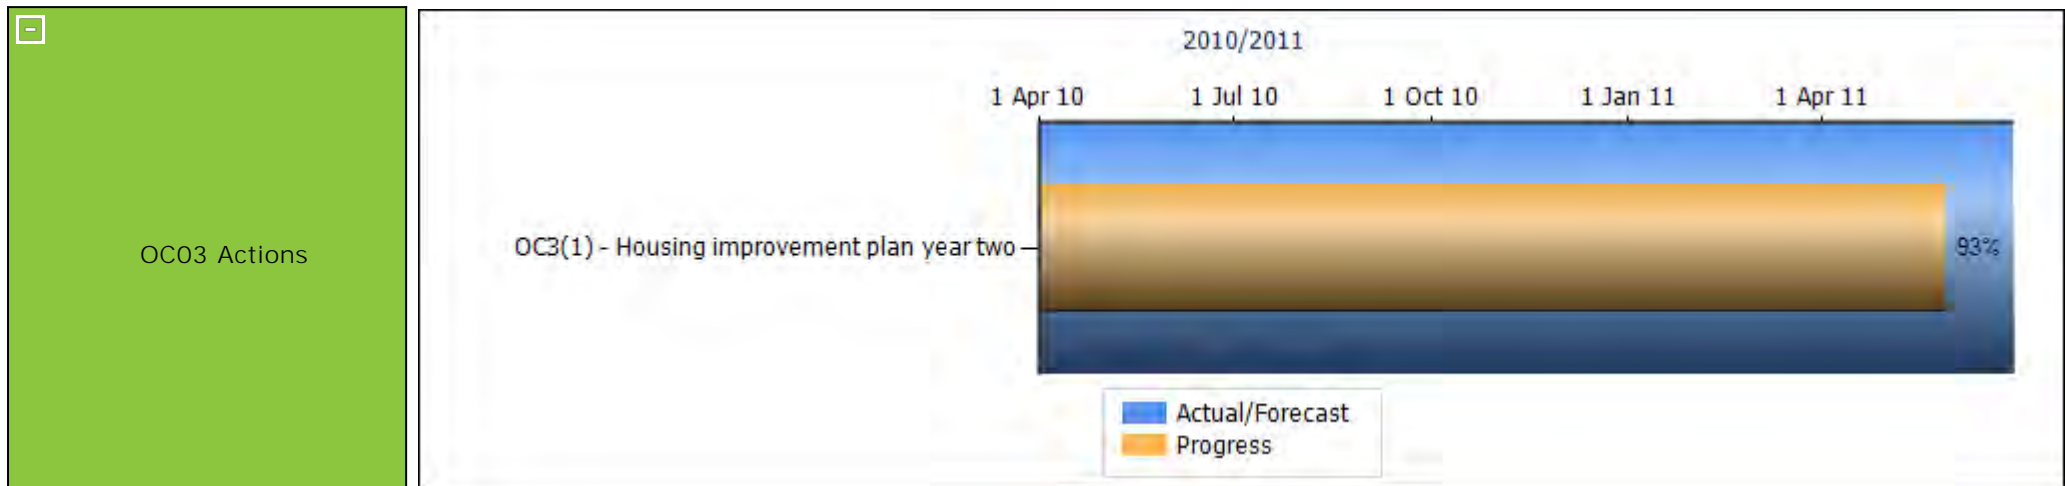 OC03 Actions
2010/2011
1 Apr 10 1 Jul 10 1 Oct 10 1 Jan 11 1 Apr 11
OC3(1) - Housing improvement plan year two
93%
Actual/Forecast
Progress